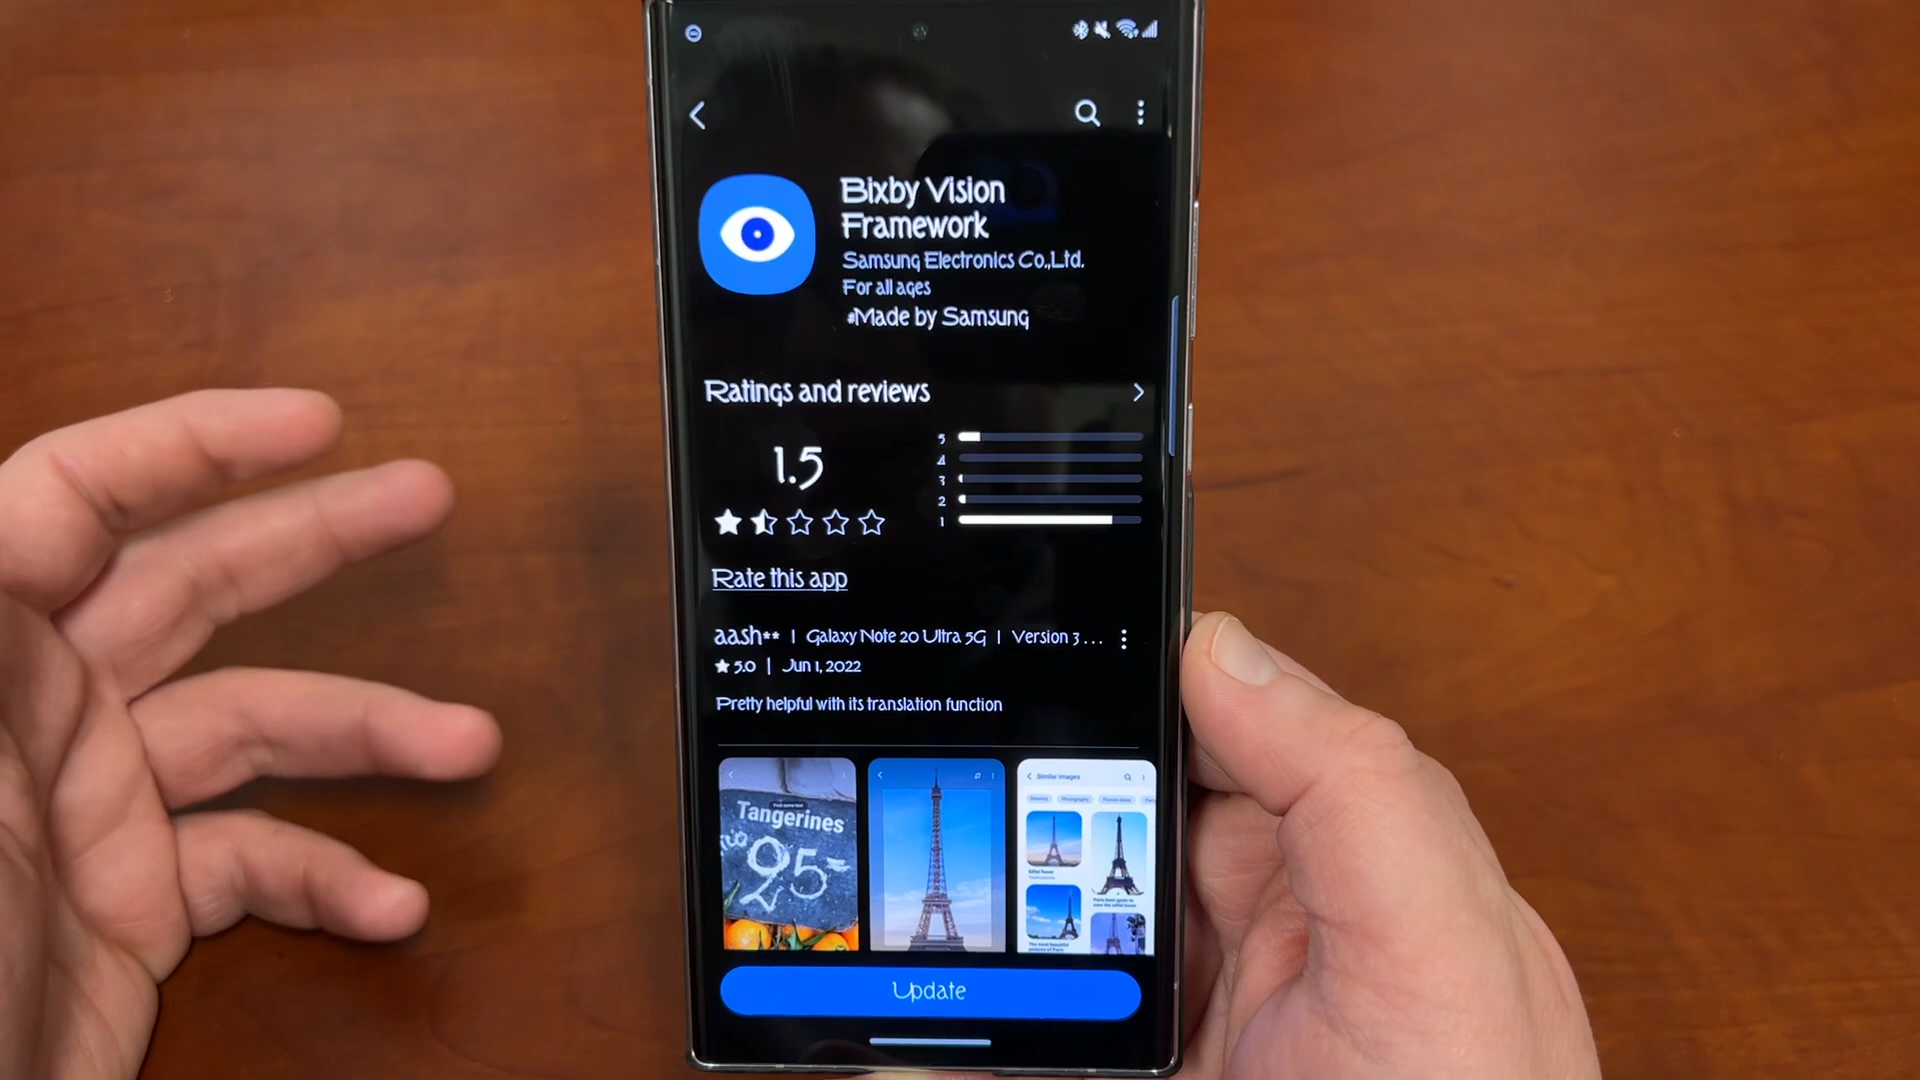 Bixby Vision
Framework
Samsung Electronics Co.,Ltd.
For all ages
#Made by Samsung
Ratings and reviews
1.5
5
4
3
2
1
Rate this app
aash** | Galaxy Note 20 Ultra 5G | Version 3...
★ 5.0 | Jun 1, 2022
Pretty helpful with its translation function
Tangerines
95
Similar images
Update